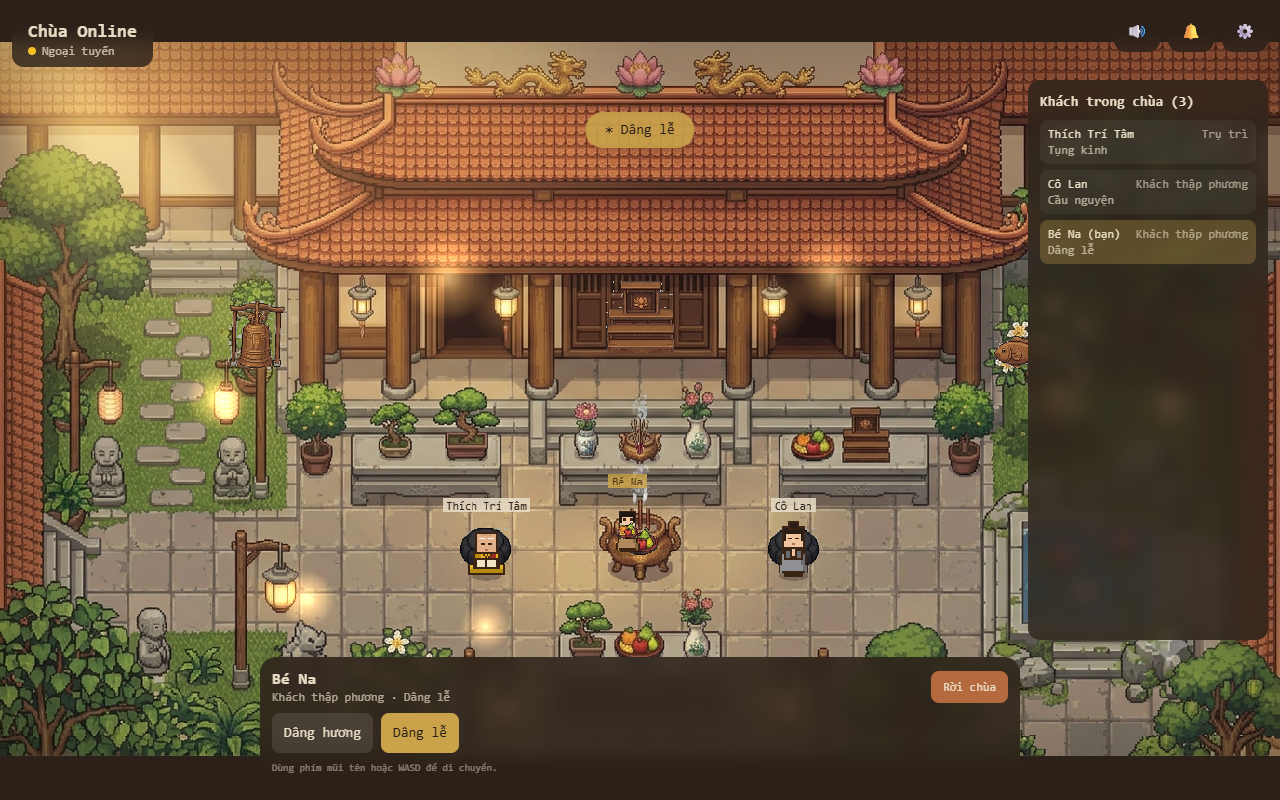 Chùa Online
Ngoại tuyến
* Dâng lễ
Khách trong chùa (3)
Thích Trí Tâm Trụ trì
Tụng kinh
Cô Lan Khách thập phương
Cầu nguyện
Bé Na (bạn) Khách thập phương
Dâng lễ
Bé Na
Thích Trí Tâm
Cô Lan
Bé Na
Khách thập phương · Dâng lễ
Rời chùa
Dâng hương
Dâng lễ
Dùng phím mũi tên hoặc WASD để di chuyển.